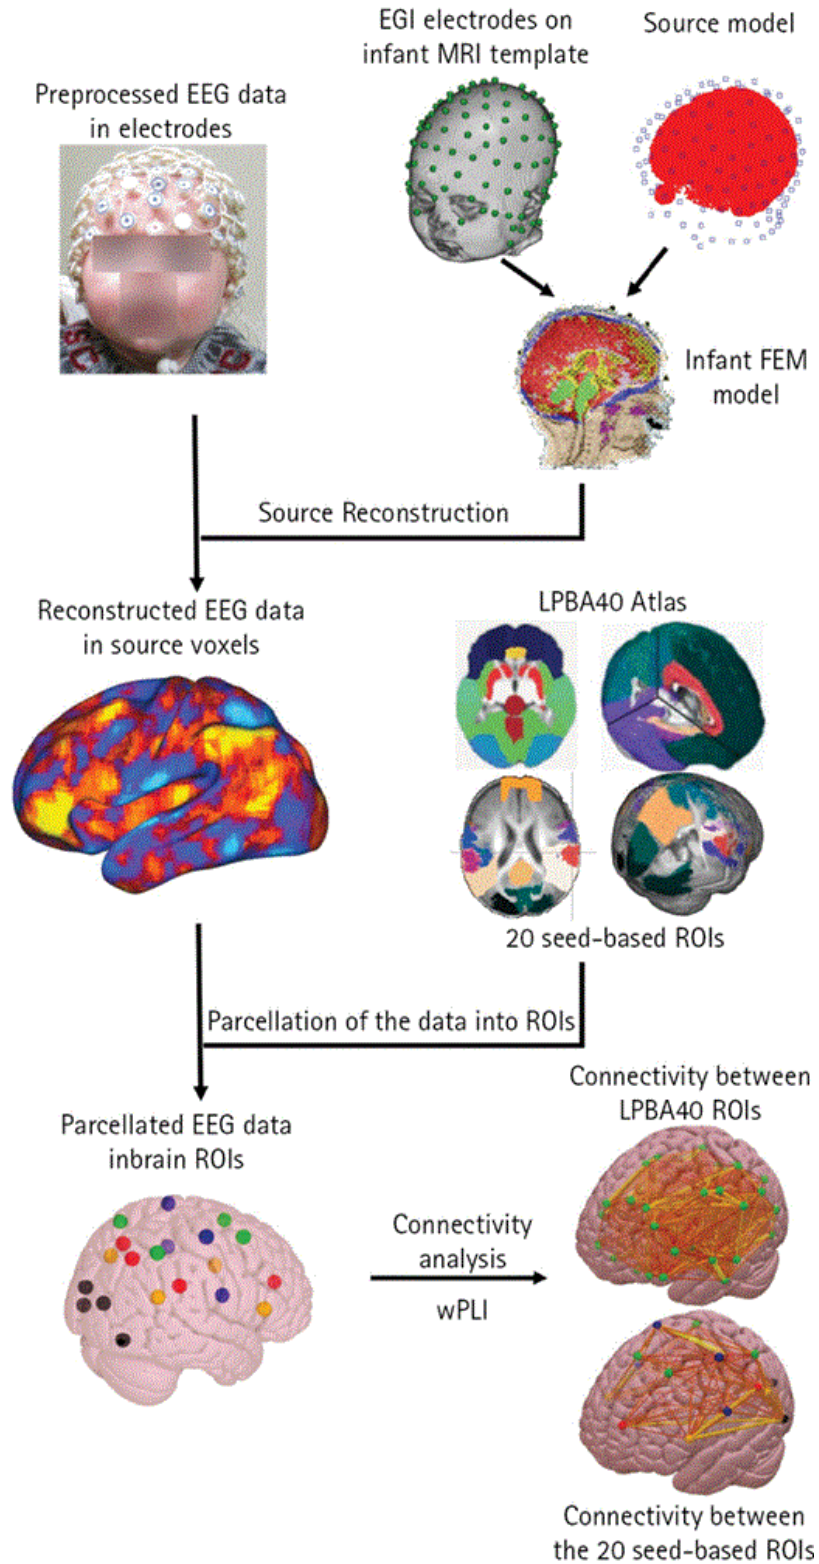 EGI electrodes on
infant MRI template
Source model
Preprocessed EEG data
in electrodes
Infant FEM
model
Source Reconstruction
Reconstructed EEG data
in source voxels
LPBA40 Atlas
20 seed-based ROIs
Parcellation of the data into ROIs
Connectivity between
LPBA40 ROIs
Parcellated EEG data
inbrain ROIs
Connectivity
analysis
wPLI
Connectivity between
the 20 seed-based ROIs